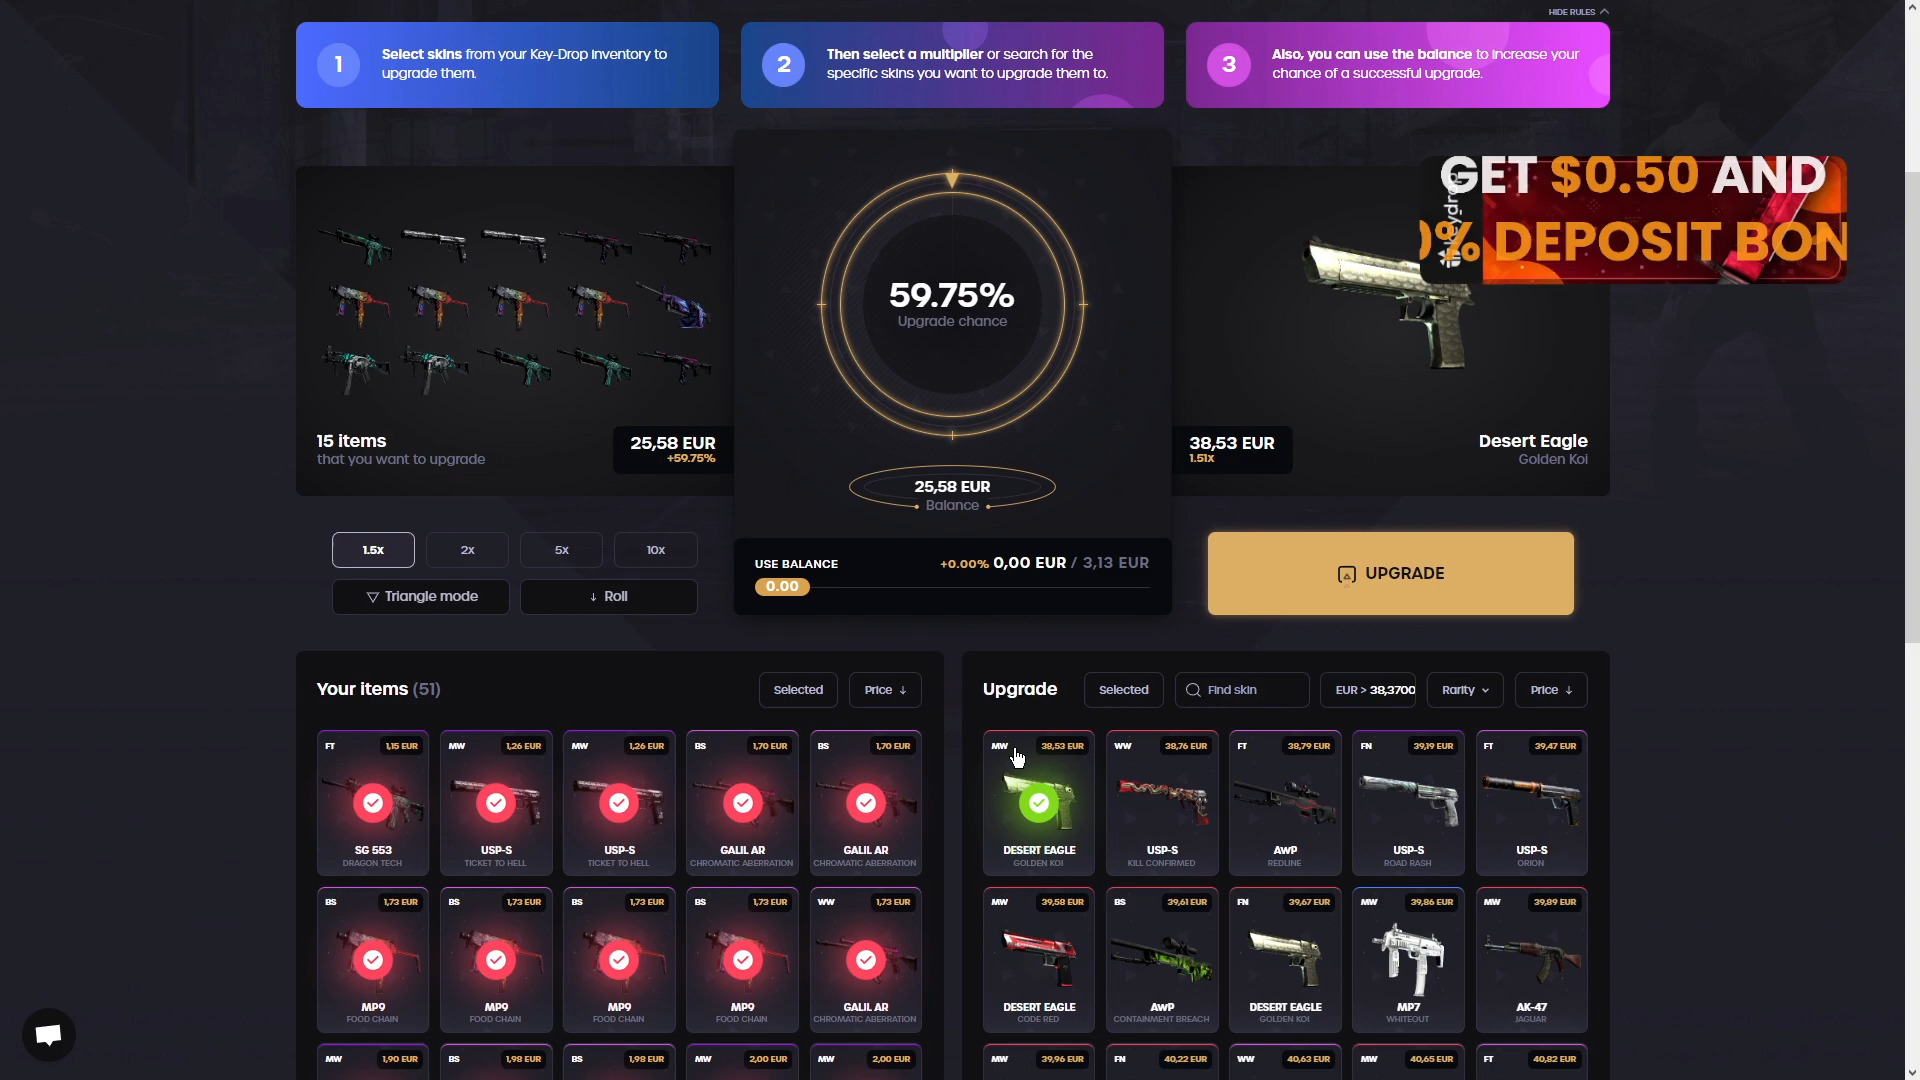 HIDE RULES
1
Select skins from your Key-Drop inventory to
upgrade them.
2
Then select a multiplier or search for the
specific skins you want to upgrade them to.
3
Also, you can use the balance to increase your
chance of a successful upgrade.
GET $0.50 AND
0% DEPOSIT BON
keydrop
59.75%
Upgrade chance
15 items
that you want to upgrade
25,58 EUR
+59.75%
38,53 EUR
1.51x
Desert Eagle
Golden Koi
25,58 EUR
Balance
1.5x
2x
5x
10x
Triangle mode
Roll
USE BALANCE
+0.00% 0,00 EUR / 3,13 EUR
0.00
UPGRADE
Your items (51)
Selected
Price
Upgrade
Selected
Find skin
EUR > 38,3700
Rarity
Price
FT 1,15 EUR
MW 1,26 EUR
MW 1,26 EUR
BS 1,70 EUR
BS 1,70 EUR
MW 38,53 EUR
WW 38,76 EUR
FT 38,79 EUR
FN 39,19 EUR
FT 39,47 EUR
SG 553
USP-S
USP-S
GALIL AR
GALIL AR
DESERT EAGLE
USP-S
AWP
USP-S
USP-S
DRAGON TECH
TICKET TO HELL
TICKET TO HELL
CHROMATIC ABERRATION
CHROMATIC ABERRATION
GOLDEN KOI
KILL CONFIRMED
REDLINE
ROAD RASH
ORION
BS 1,73 EUR
BS 1,73 EUR
BS 1,73 EUR
BS 1,73 EUR
WW 1,73 EUR
MW 39,58 EUR
BS 39,61 EUR
FN 39,67 EUR
MW 39,86 EUR
MW 39,89 EUR
MP9
MP9
MP9
MP9
GALIL AR
DESERT EAGLE
AWP
DESERT EAGLE
MP7
AK-47
FOOD CHAIN
FOOD CHAIN
FOOD CHAIN
FOOD CHAIN
CHROMATIC ABERRATION
CODE RED
CONTAINMENT BREACH
GOLDEN KOI
WHITEOUT
JAGUAR
MW 1,90 EUR
BS 1,98 EUR
BS 1,98 EUR
MW 2,00 EUR
MW 2,00 EUR
MW 39,96 EUR
FN 40,22 EUR
WW 40,63 EUR
MW 40,65 EUR
FT 40,82 EUR